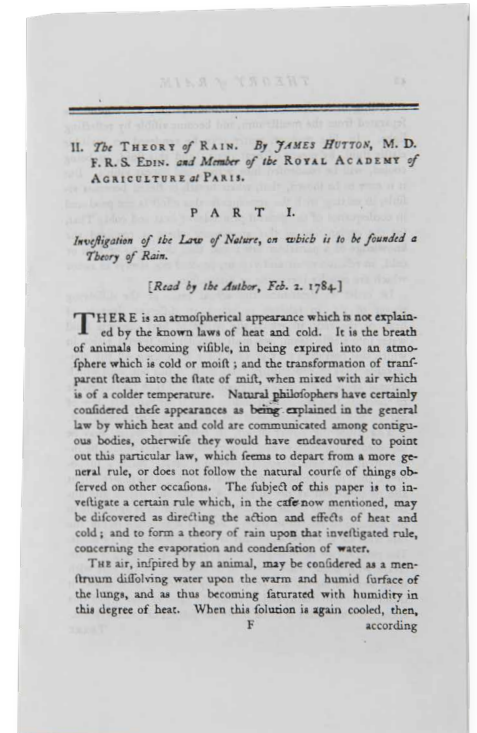 II. The THEORY of RAIN. By JAMES HUTTON, M. D.
F. R. S. EDIN. and Member of the ROYAL ACADEMY of
AGRICULTURE at PARIS.
PART I.
Inveſtigation of the Law of Nature, on which is to be founded a
Theory of Rain.
[Read by the Author, Feb. 2. 1784.]
THERE is an atmoſpherical appearance which is not explain-
ed by the known laws of heat and cold. It is the breath
of animals becoming viſible, in being expired into an atmo-
ſphere which is cold or moiſt ; and the transformation of tranſ-
parent ſteam into the ſtate of miſt, when mixed with air which
is of a colder temperature. Natural philoſophers have certainly
conſidered theſe appearances as being explained in the general
law by which heat and cold are communicated among contigu-
ous bodies, otherwiſe they would have endeavoured to point
out this particular law, which ſeems to depart from a more ge-
neral rule, or does not follow the natural courſe of things ob-
ſerved on other occaſions. The ſubject of this paper is to in-
veſtigate a certain rule which, in the caſe now mentioned, may
be diſcovered as directing the action and effects of heat and
cold ; and to form a theory of rain upon that inveſtigated rule,
concerning the evaporation and condenſation of water.
THE air, inſpired by an animal, may be conſidered as a men-
ſtruum diſſolving water upon the warm and humid ſurface of
the lungs, and as thus becoming ſaturated with humidity in
this degree of heat. When this ſolution is again cooled, then,
F according